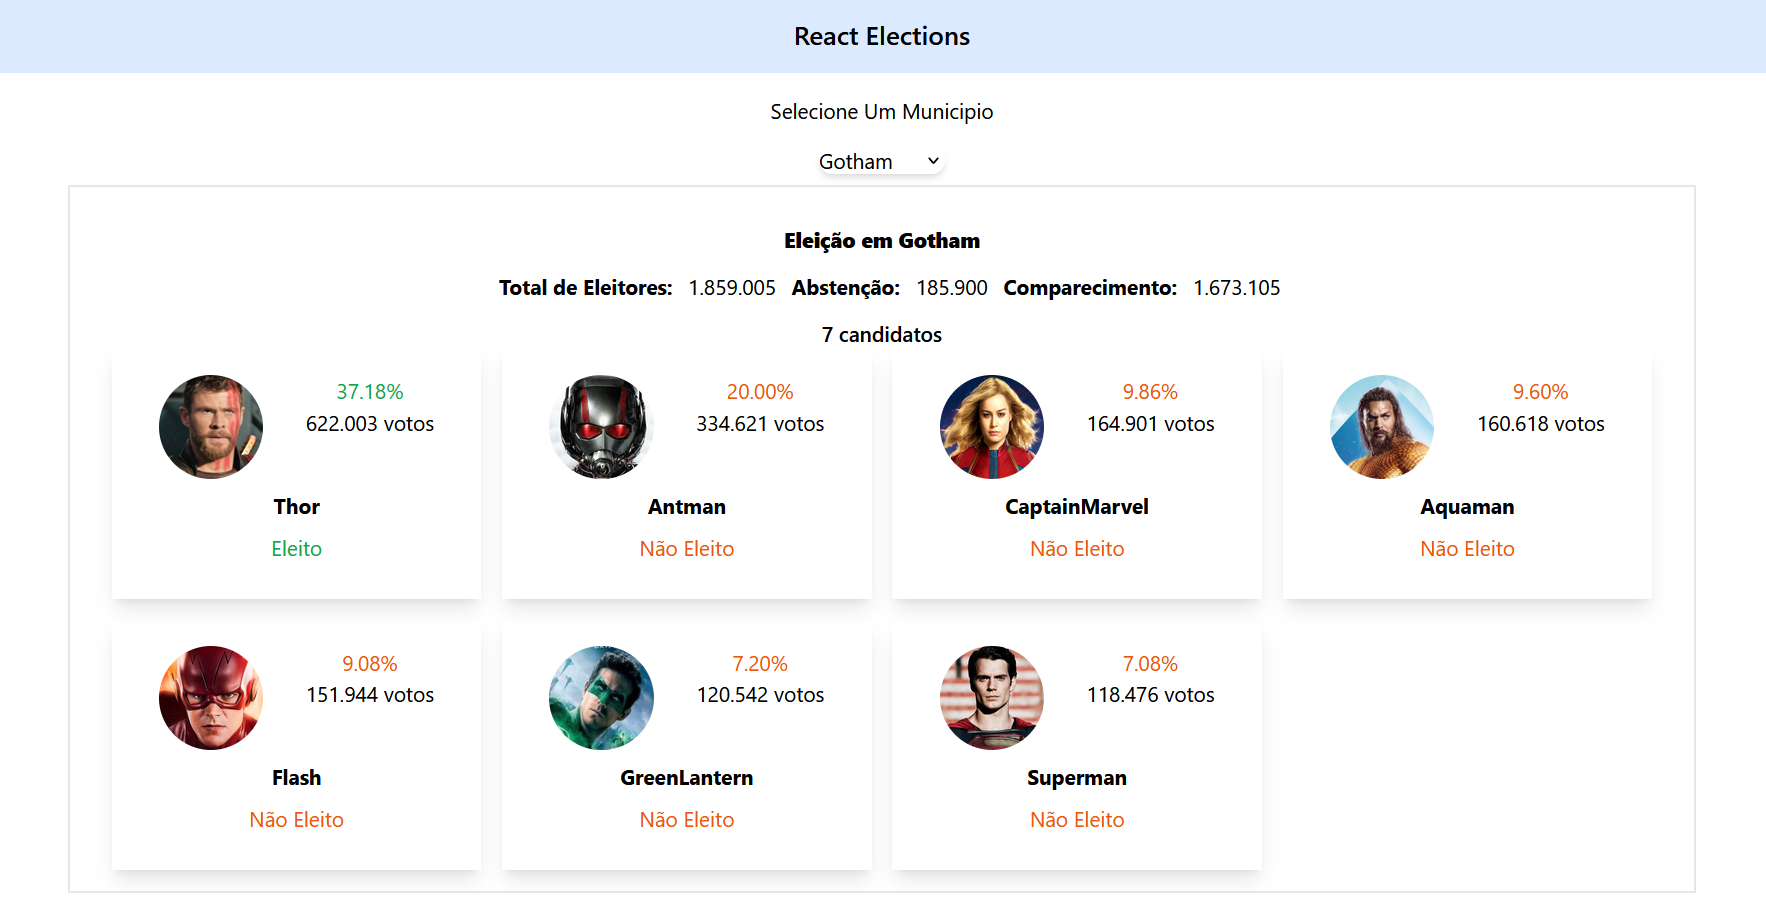 React Elections
Selecione Um Municipio
Gotham
Eleição em Gotham
Total de Eleitores: 1.859.005 Abstenção: 185.900 Comparecimento: 1.673.105
7 candidatos
37.18%
622.003 votos
Thor
Eleito
20.00%
334.621 votos
Antman
Não Eleito
9.86%
164.901 votos
CaptainMarvel
Não Eleito
9.60%
160.618 votos
Aquaman
Não Eleito
9.08%
151.944 votos
Flash
Não Eleito
7.20%
120.542 votos
GreenLantern
Não Eleito
7.08%
118.476 votos
Superman
Não Eleito